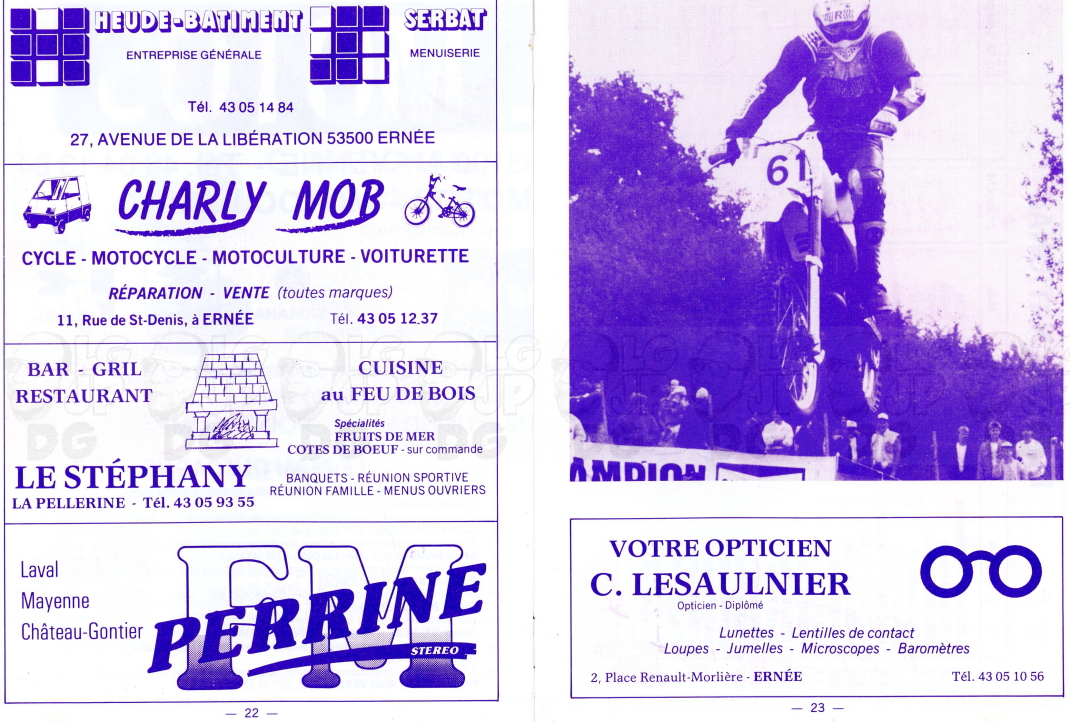 HEUDE-BATIMENT
ENTREPRISE GÉNÉRALE
SERBAT
MENUISERIE
Tél. 43 05 14 84
27, AVENUE DE LA LIBÉRATION 53500 ERNÉE
CHARLY MOB
CYCLE - MOTOCYCLE - MOTOCULTURE - VOITURETTE
RÉPARATION - VENTE (toutes marques)
11, Rue de St-Denis, à ERNÉE Tél. 43 05 12.37
BAR - GRIL
RESTAURANT
CUISINE
au FEU DE BOIS
Spécialités
FRUITS DE MER
COTES DE BOEUF - sur commande
LE STÉPHANY
LA PELLERINE - Tél. 43 05 93 55
BANQUETS - RÉUNION SPORTIVE
RÉUNION FAMILLE - MENUS OUVRIERS
Laval
Mayenne
Château-Gontier
FM
PERRINE
STEREO
— 22 —
61
AMPION
VOTRE OPTICIEN
C. LESAULNIER
Opticien - Diplômé
Lunettes - Lentilles de contact
Loupes - Jumelles - Microscopes - Baromètres
2, Place Renault-Morlière - ERNÉE Tél. 43 05 10 56
— 23 —